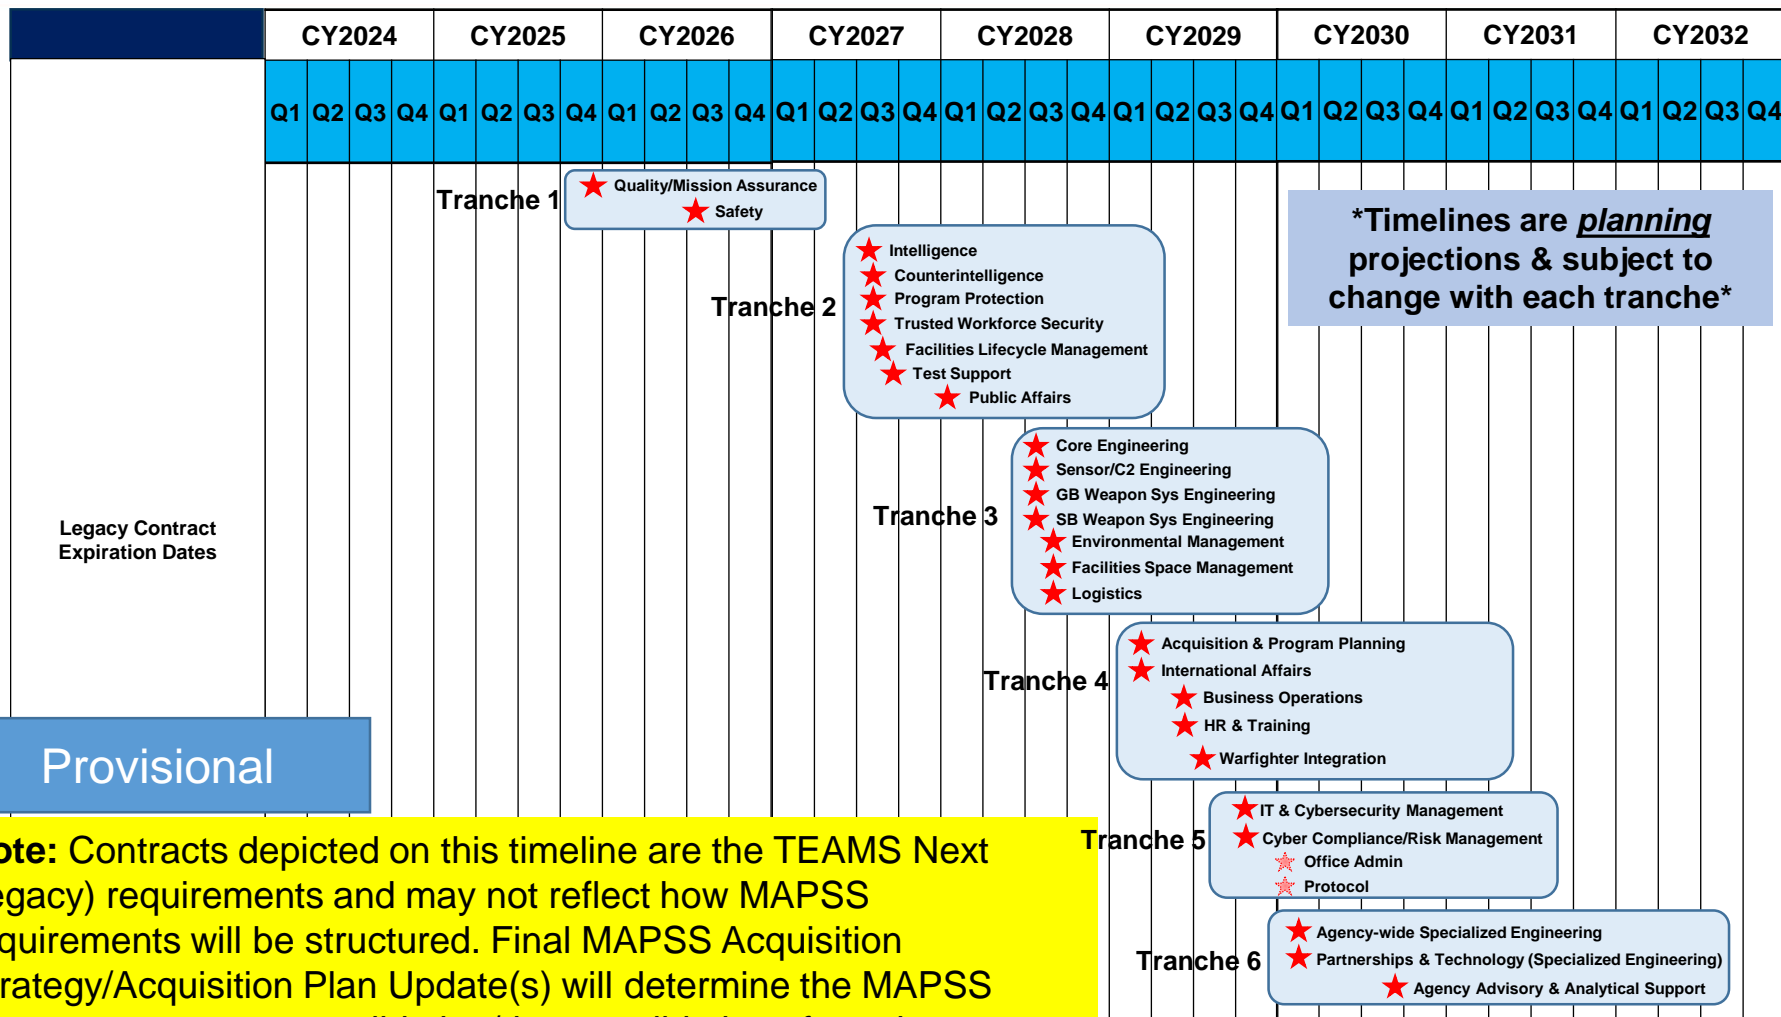 CY2024 CY2025 CY2026 CY2027 CY2028 CY2029 CY2030 CY2031 CY2032
Q1 Q2 Q3 Q4 Q1 Q2 Q3 Q4 Q1 Q2 Q3 Q4 Q1 Q2 Q3 Q4 Q1 Q2 Q3 Q4 Q1 Q2 Q3 Q4 Q1 Q2 Q3 Q4 Q1 Q2 Q3 Q4 Q1 Q2 Q3 Q4
Legacy Contract
Expiration Dates
Tranche 1
Quality/Mission Assurance
Safety
*Timelines are planning
projections & subject to
change with each tranche*
Tranche 2
Intelligence
Counterintelligence
Program Protection
Trusted Workforce Security
Facilities Lifecycle Management
Test Support
Public Affairs
Tranche 3
Core Engineering
Sensor/C2 Engineering
GB Weapon Sys Engineering
SB Weapon Sys Engineering
Environmental Management
Facilities Space Management
Logistics
Tranche 4
Acquisition & Program Planning
International Affairs
Business Operations
HR & Training
Warfighter Integration
Tranche 5
IT & Cybersecurity Management
Cyber Compliance/Risk Management
Office Admin
Protocol
Tranche 6
Agency-wide Specialized Engineering
Partnerships & Technology (Specialized Engineering)
Agency Advisory & Analytical Support
Provisional
ote: Contracts depicted on this timeline are the TEAMS Next
egacy) requirements and may not reflect how MAPSS
quirements will be structured. Final MAPSS Acquisition
trategy/Acquisition Plan Update(s) will determine the MAPSS